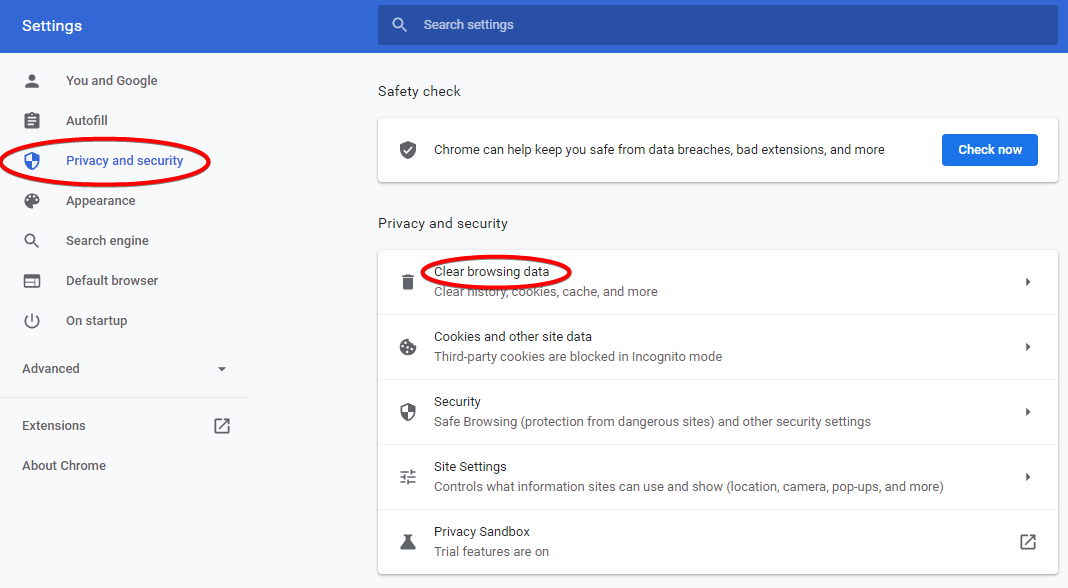 Settings
Search settings
You and Google
Autofill
Privacy and security
Appearance
Search engine
Default browser
On startup
Advanced
Extensions
About Chrome
Safety check
Chrome can help keep you safe from data breaches, bad extensions, and more
Check now
Privacy and security
Clear browsing data
Clear history, cookies, cache, and more
Cookies and other site data
Third-party cookies are blocked in Incognito mode
Security
Safe Browsing (protection from dangerous sites) and other security settings
Site Settings
Controls what information sites can use and show (location, camera, pop-ups, and more)
Privacy Sandbox
Trial features are on